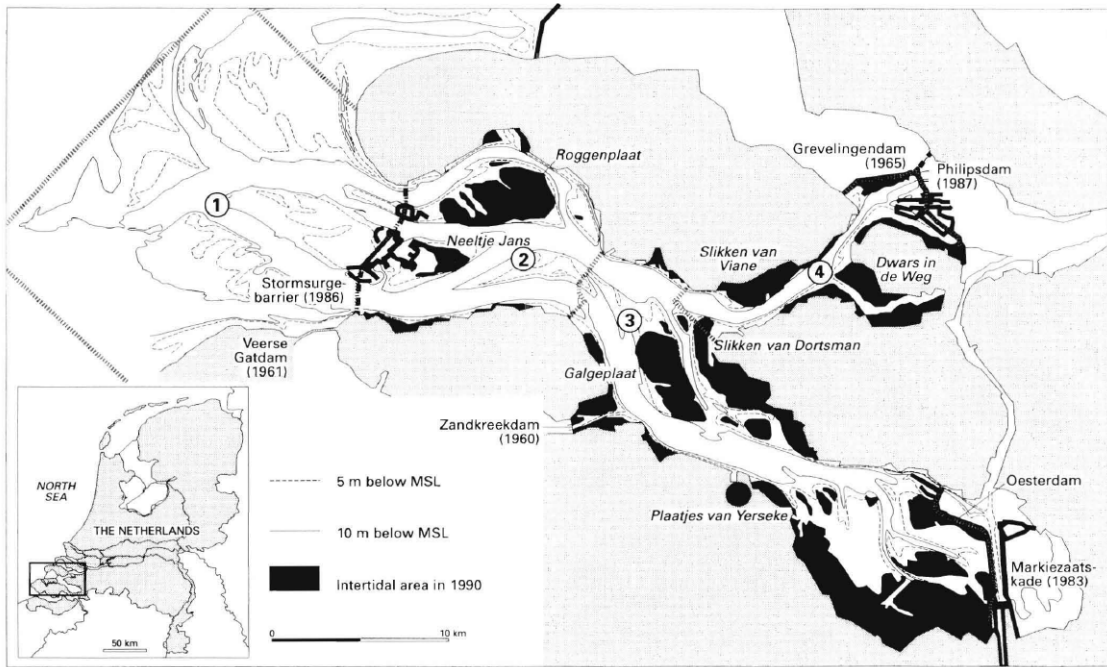 Roggenplaat
Grevelingendam
(1965)
Philipsdam
(1987)
1
Neeltje Jans
2
Slikken van
Viane
4
Dwars in
de Weg
Stormsurge-
barrier (1986)
3
Slikken van Dortsman
Veerse
Gatdam
(1961)
Galgeplaat
Zandkreekdam
(1960)
Oesterdam
Plaatjes van Yerseke
Markiezaats-
kade (1983)
NORTH
SEA
THE NETHERLANDS
50 km
5 m below MSL
10 m below MSL
Intertidal area in 1990
0 10 km